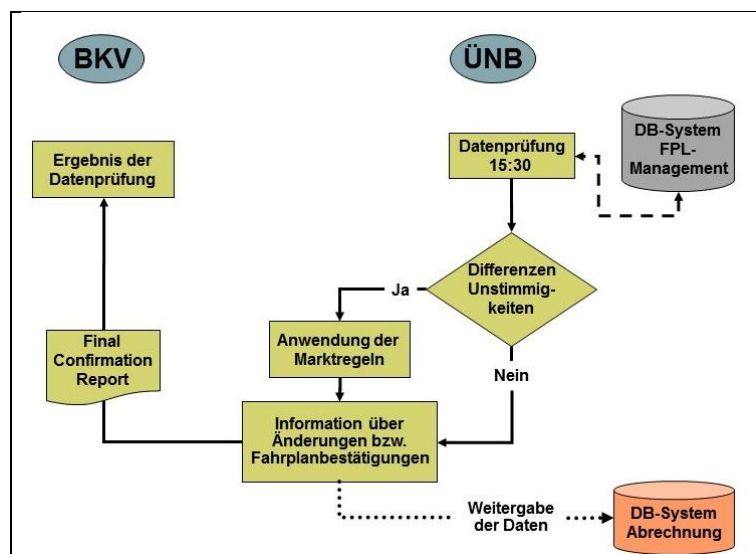 BKV
ÜNB
DB-System
FPL-
Management
Datenprüfung
15:30
Ergebnis der
Datenprüfung
Differenzen
Unstimmig-
keiten
Ja
Anwendung der
Marktregeln
Final
Confirmation
Report
Nein
Information über
Änderungen bzw.
Fahrplanbestätigungen
Weitergabe
der Daten
DB-System
Abrechnung